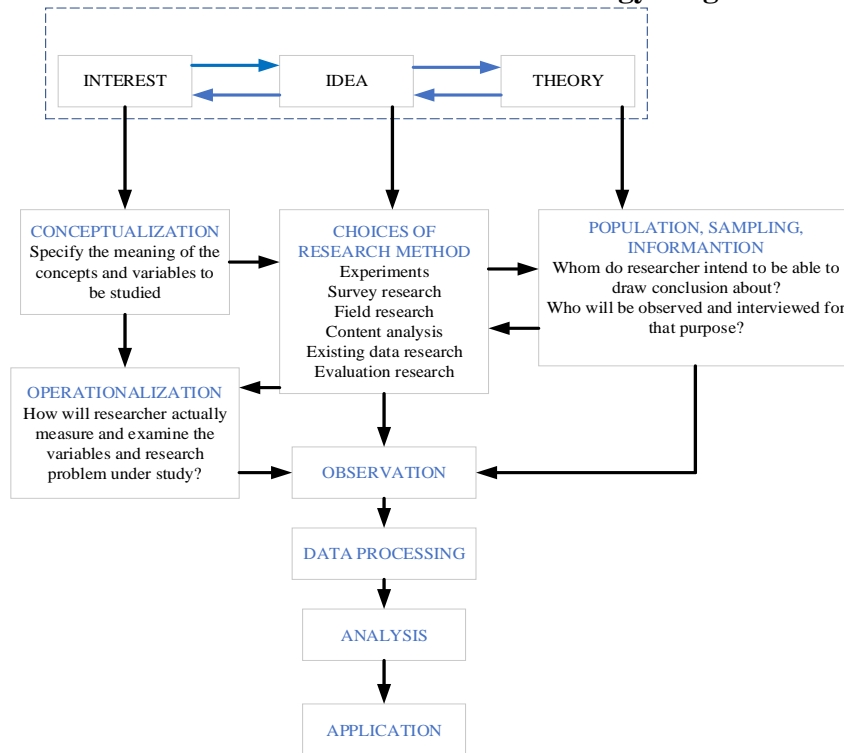 INTEREST
IDEA
THEORY
CONCEPTUALIZATION
Specify the meaning of the
concepts and variables to
be studied
CHOICES OF
RESEARCH METHOD
Experiments
Survey research
Field research
Content analysis
Existing data research
Evaluation research
POPULATION, SAMPLING,
INFORMANTION
Whom do researcher intend to be able to
draw conclusion about?
Who will be observed and interviewed for
that purpose?
OPERATIONALIZATION
How will researcher actually
measure and examine the
variables and research
problem under study?
OBSERVATION
DATA PROCESSING
ANALYSIS
APPLICATION